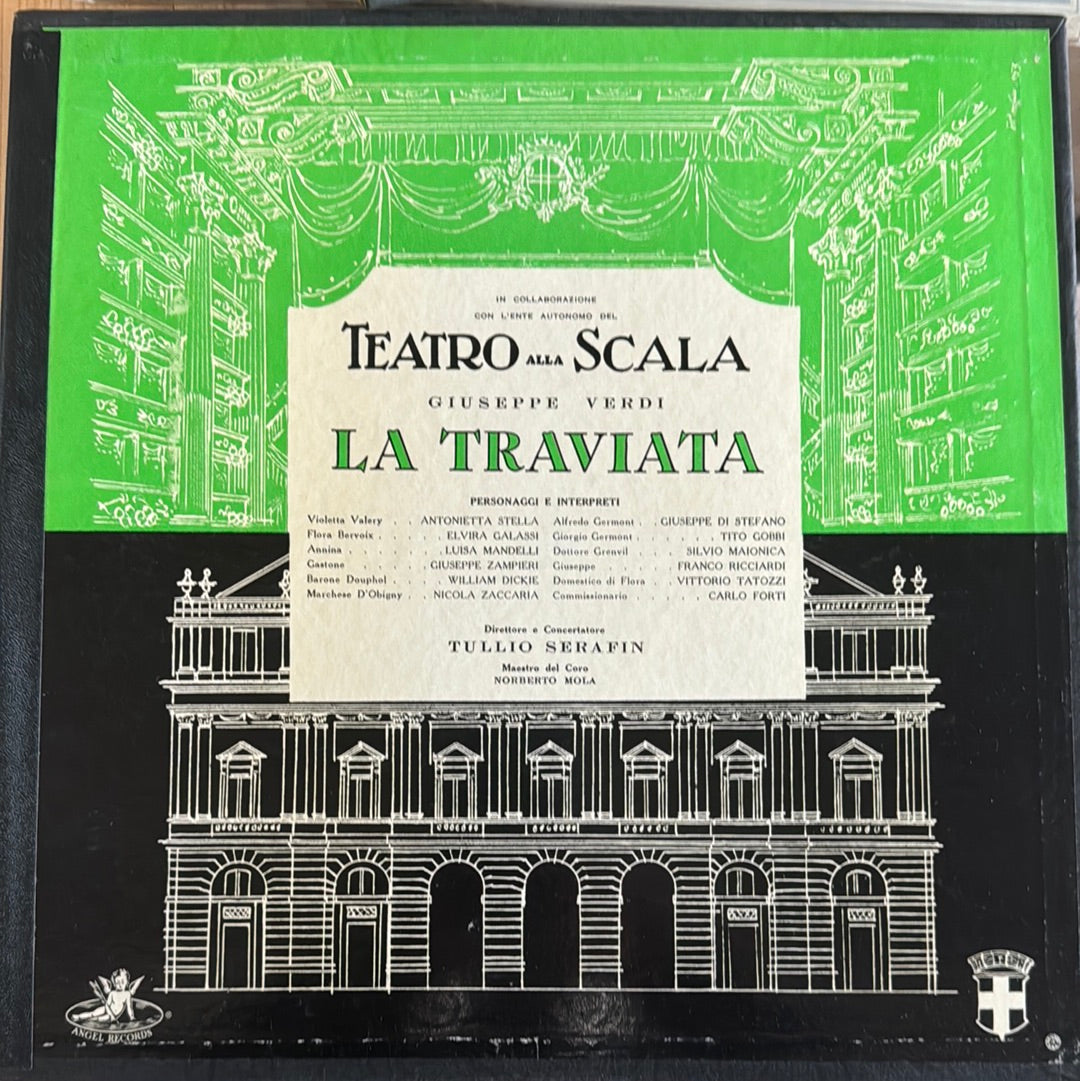 IN COLLABORAZIONE
CON L'ENTE AUTONOMO DEL
TEATRO ALLA SCALA
GIUSEPPE VERDI
LA TRAVIATA
PERSONAGGI E INTERPRETI
Violetta Valery . . ANTONIETTA STELLA
Flora Bervoix . . . . . ELVIRA GALASSI
Annina . . . . . . . LUISA MANDELLI
Gastone . . . . . GIUSEPPE ZAMPIERI
Barone Douphol . . . . WILLIAM DICKIE
Marchese D'Obigny . . NICOLA ZACCARIA
Alfredo Germont . . GIUSEPPE DI STEFANO
Giorgio Germont . . . . . . TITO GOBBI
Dottore Grenvil . . . SILVIO MAIONICA
Giuseppe . . . . . FRANCO RICCIARDI
Domestico di Flora . . VITTORIO TATOZZI
Commissionario . . . . . CARLO FORTI
Direttore e Concertatore
TULLIO SERAFIN
Maestro del Coro
NORBERTO MOLA
ANGEL RECORDS ®